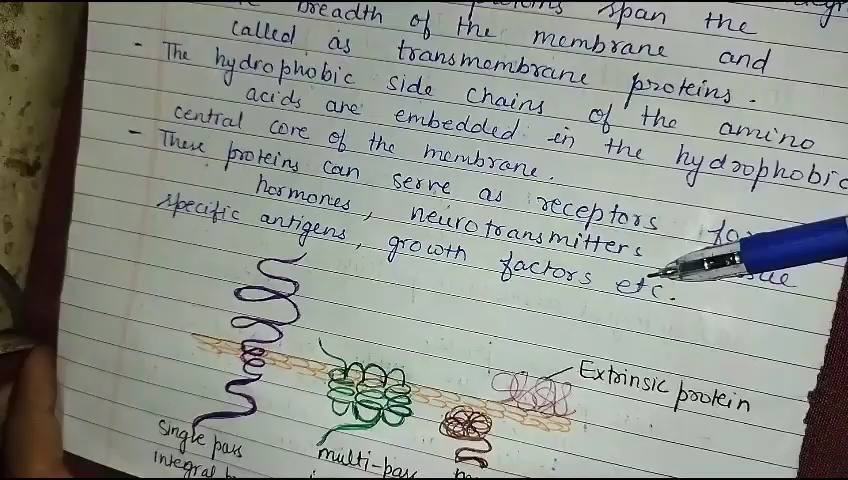 breadth of the membrane and
span the
called as transmembrane proteins.
- The hydrophobic side chains of the amino
acids are embedded in the hydrophobic
central core of the membrane.
- These proteins can serve as receptors for
hormones, neurotransmitters
specific antigens, growth factors etc.
Extrinsic protein
single pass
integral
multi-pass